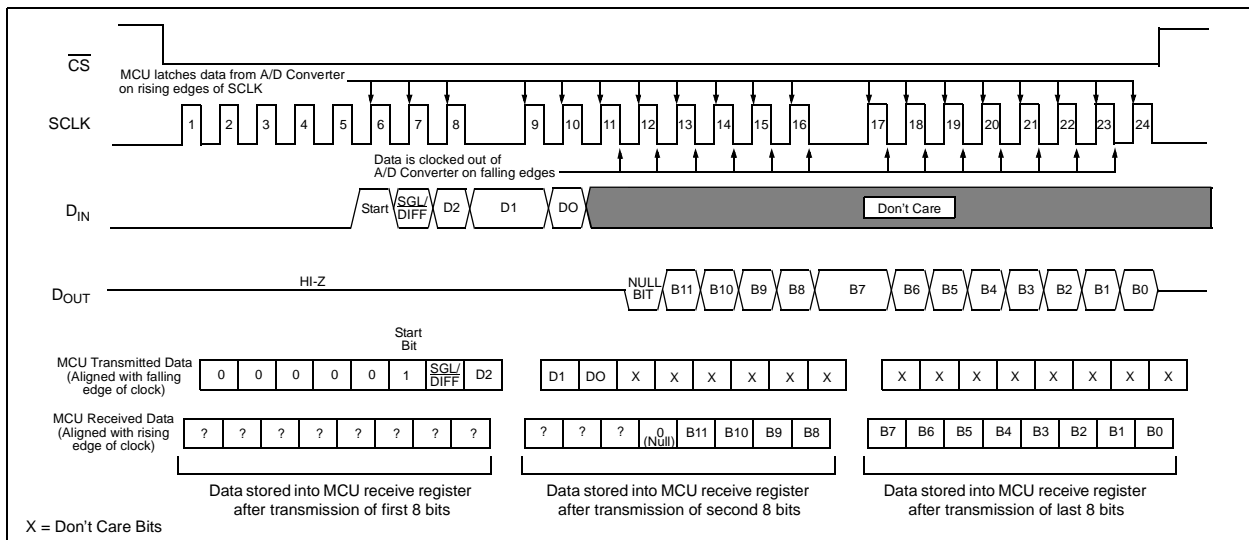 CS
MCU latches data from A/D Converter
on rising edges of SCLK
SCLK
1 2 3 4 5 6 7 8 9 10 11 12 13 14 15 16 17 18 19 20 21 22 23 24
Data is clocked out of
A/D Converter on falling edges
DIN
Start SGL/DIFF D2 D1 DO Don't Care
DOUT
HI-Z
NULL BIT B11 B10 B9 B8 B7 B6 B5 B4 B3 B2 B1 B0
Start
Bit
MCU Transmitted Data
(Aligned with falling
edge of clock)
0 0 0 0 0 1 SGL/DIFF D2 D1 DO X X X X X X X X X X X X X X
MCU Received Data
(Aligned with rising
edge of clock)
? ? ? ? ? ? ? ? ? ? ? 0 (Null) B11 B10 B9 B8 B7 B6 B5 B4 B3 B2 B1 B0
Data stored into MCU receive register
after transmission of first 8 bits
Data stored into MCU receive register
after transmission of second 8 bits
Data stored into MCU receive register
after transmission of last 8 bits
X = Don't Care Bits